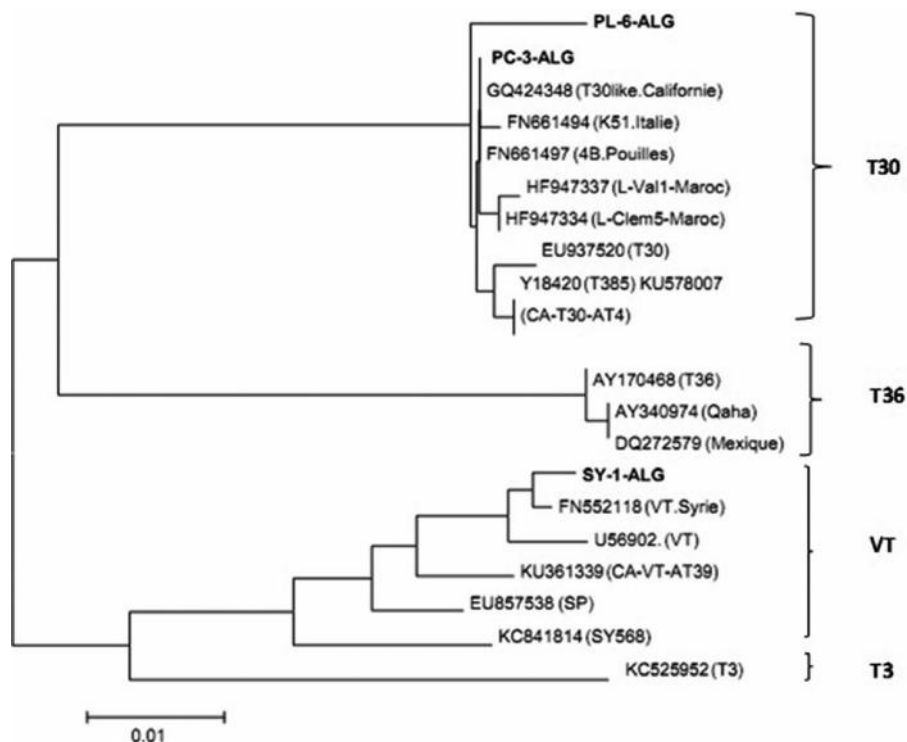 PL-6-ALG
PC-3-ALG
GQ424348 (T30like.Californie)
FN661494 (K51.Italie)
FN661497 (4B.Pouilles)
T30
HF947337 (L-Val1-Maroc)
HF947334 (L-Clem5-Maroc)
EU937520 (T30)
Y18420 (T385) KU578007
(CA-T30-AT4)
AY170468 (T36)
T36
AY340974 (Qaha)
DQ272579 (Mexique)
SY-1-ALG
FN552118 (VT.Syrie)
U56902. (VT)
VT
KU361339 (CA-VT-AT39)
EU857538 (SP)
KC841814 (SY568)
KC525952 (T3)
T3
0.01